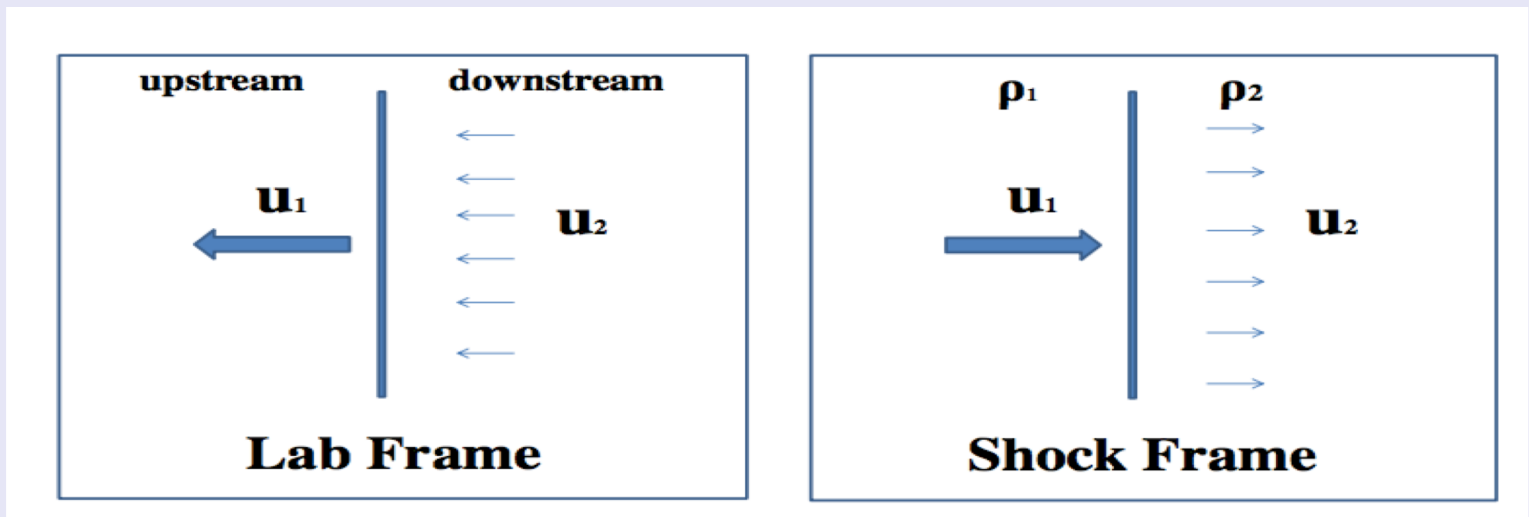 upstream downstream
u₁
u₂
Lab Frame
ρ₁ ρ₂
u₁
u₂
Shock Frame